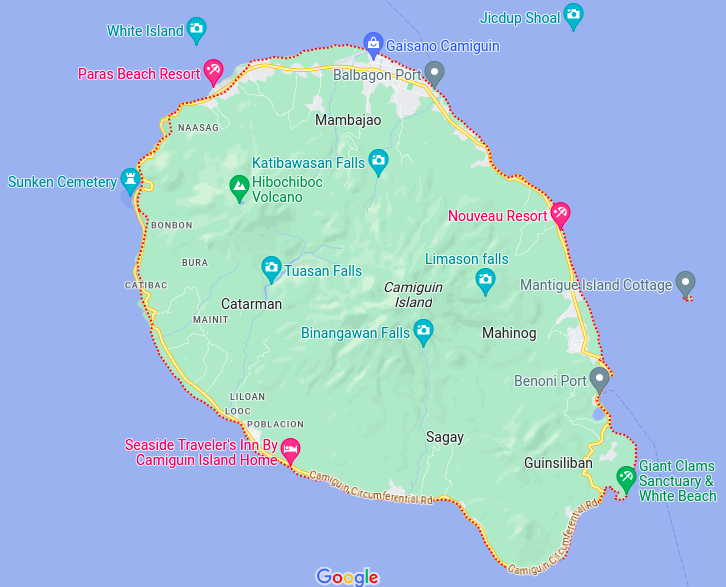 Jicdup Shoal
White Island
Gaisano Camiguin
Paras Beach Resort
Balbagon Port
Mambajao
NAASAG
Katibawasan Falls
Sunken Cemetery
Hibochiboc
Volcano
Nouveau Resort
BONBON
Limason falls
BURA
Tuasan Falls
CATIBAC
Camiguin
Island
Mantigue Island Cottage
Catarman
MAINIT
Binangawan Falls
Mahinog
Benoni Port
LILOAN
LOOC
POBLACION
Sagay
Seaside Traveler's Inn By
Camiguin Island Home
Guinsiliban
Giant Clams
Sanctuary &
White Beach
Camiguin Circumferential Rd
Camiguin Circumferential Rd
Google